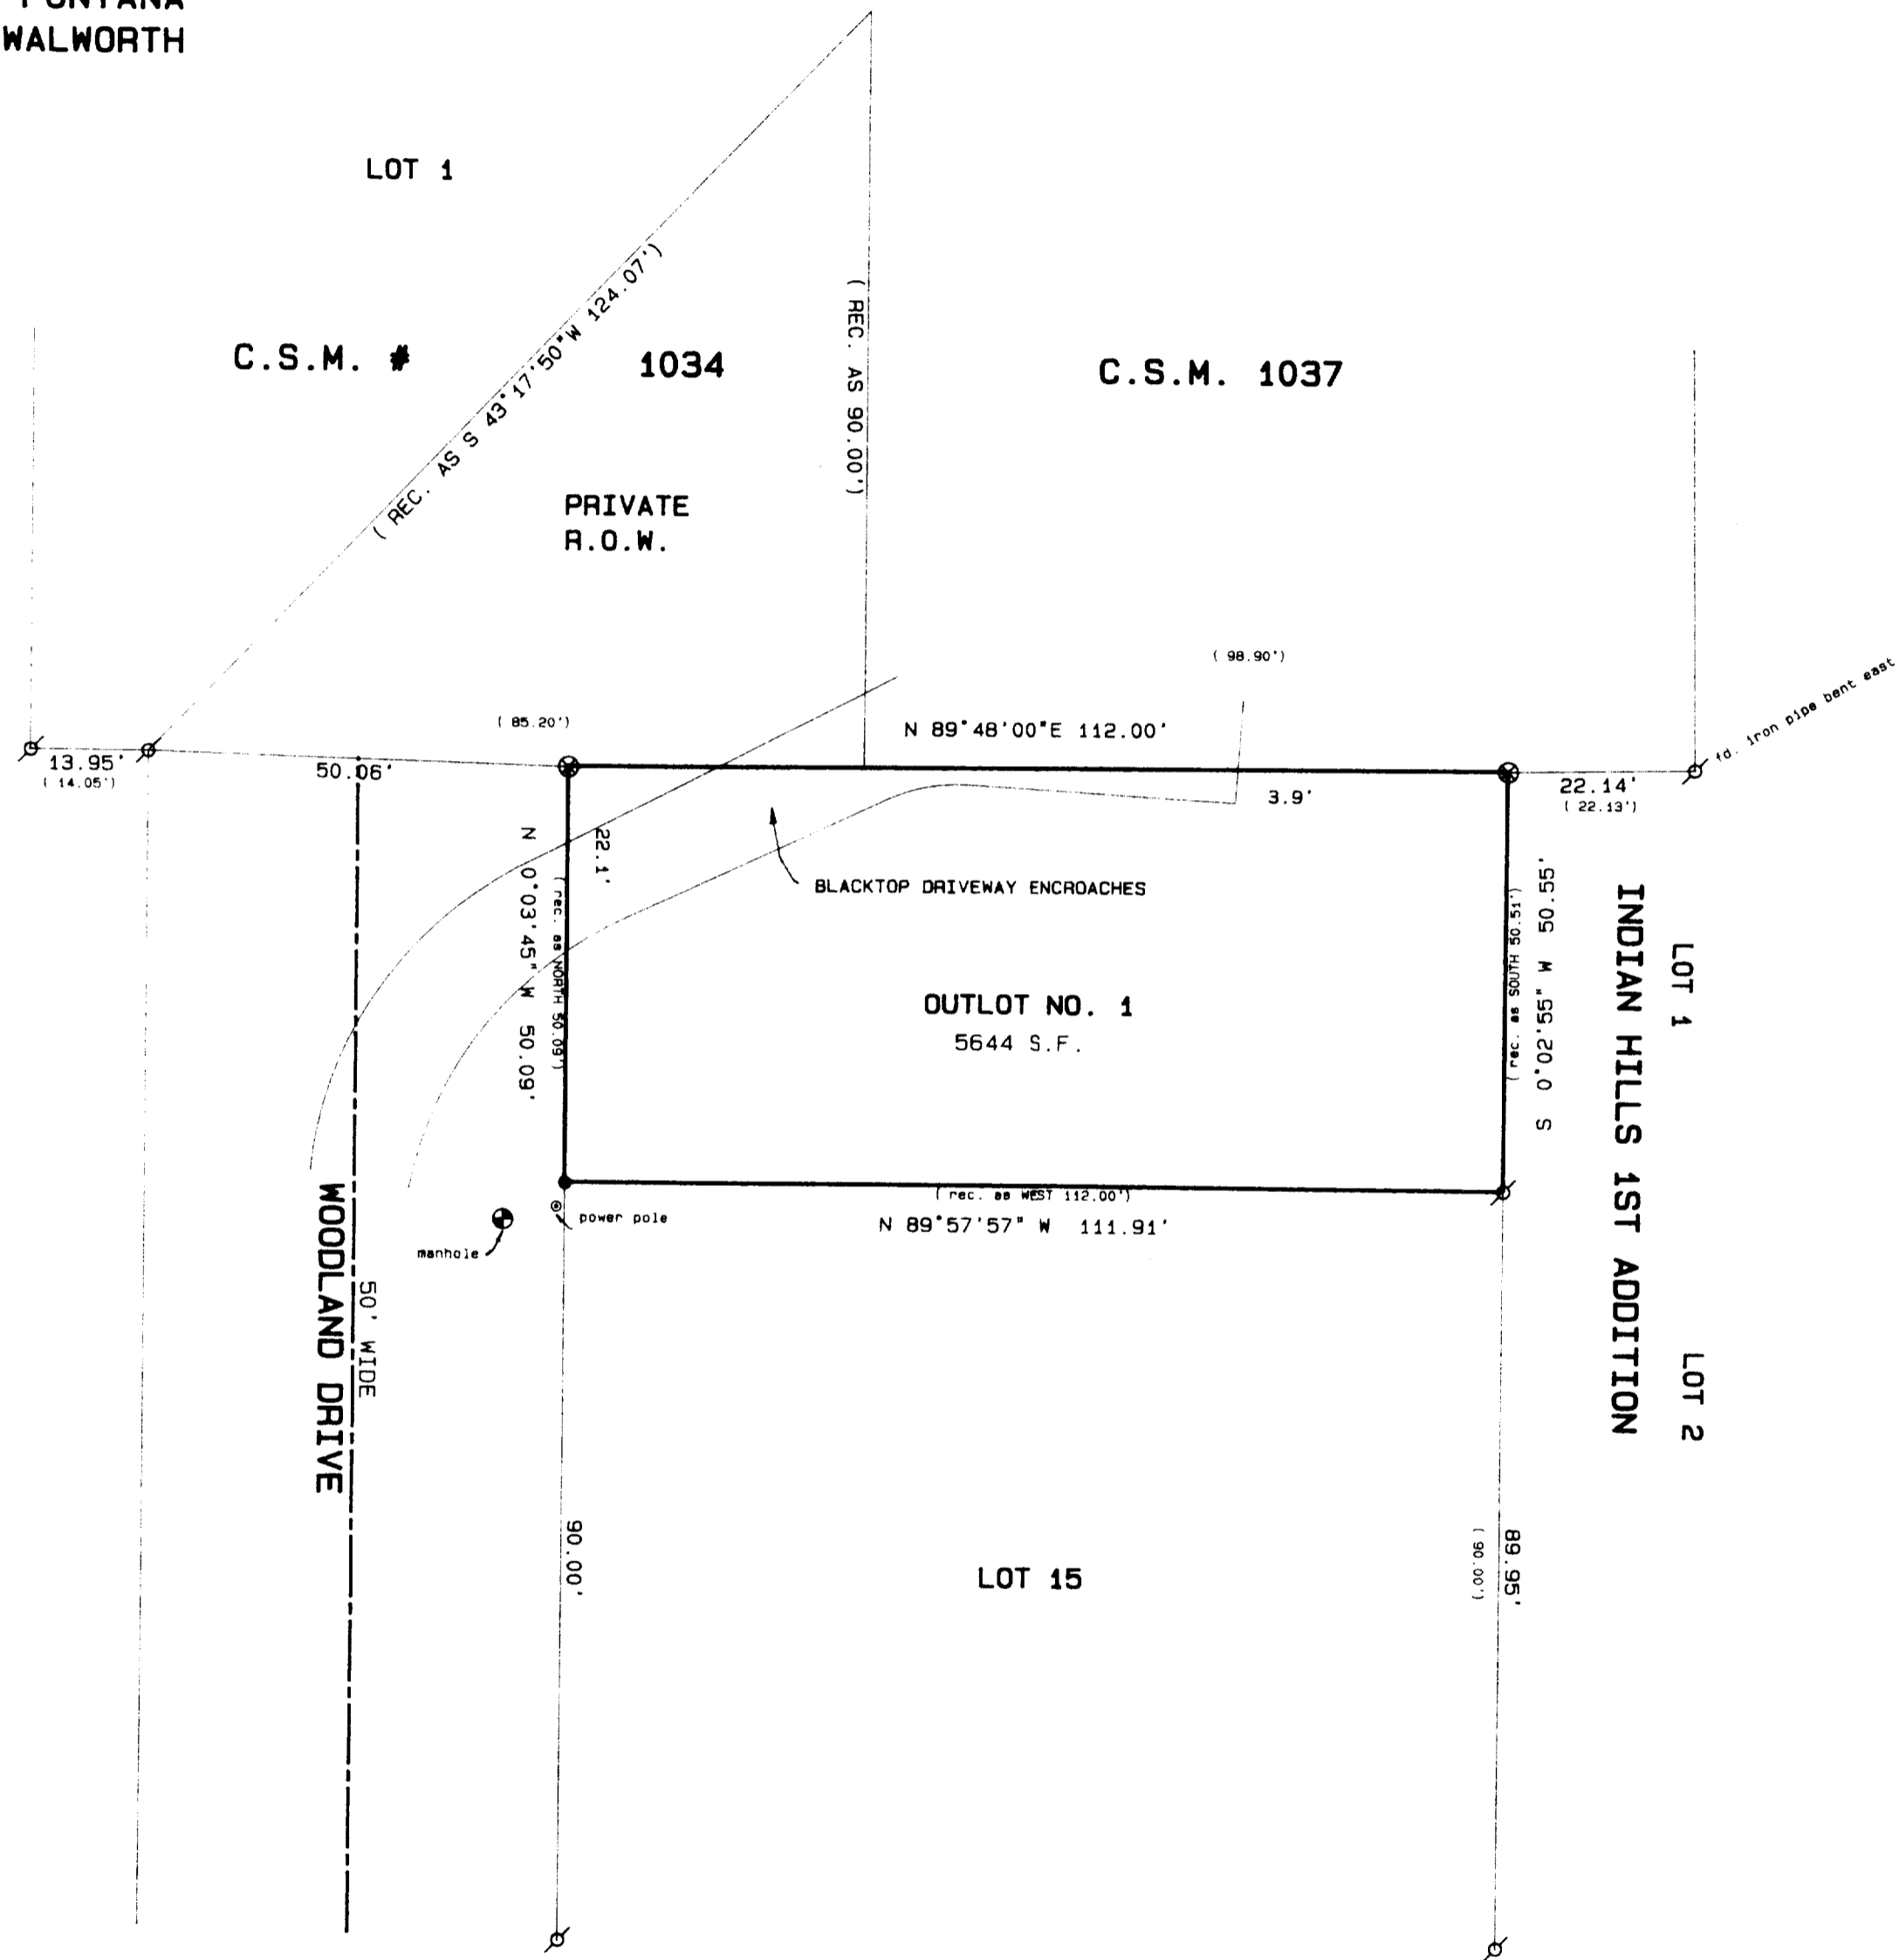 FONTANA
WALWORTH
LOT 1
( REC. AS S 43°17'50"W 124.07')
( REC. AS 90.00')
C.S.M. #
1034
C.S.M. 1037
PRIVATE
R.O.W.
( 98.90')
fd. iron pipe bent east
( 85.20')
N 89°48'00"E 112.00'
13.95'
( 14.05')
50.06'
3.9'
22.14'
( 22.13')
22.1'
N 0°03'45" W 50.09'
( rec. as NORTH 50.09')
BLACKTOP DRIVEWAY ENCROACHES
( rec. as SOUTH 50.51')
S 0°02'55" W 50.55'
OUTLOT NO. 1
5644 S.F.
LOT 1
INDIAN HILLS 1ST ADDITION
LOT 2
( rec. as WEST 112.00')
N 89°57'57" W 111.91'
power pole
manhole
WOODLAND DRIVE
50' WIDE
90.00'
LOT 15
89.95'
( 90.00')